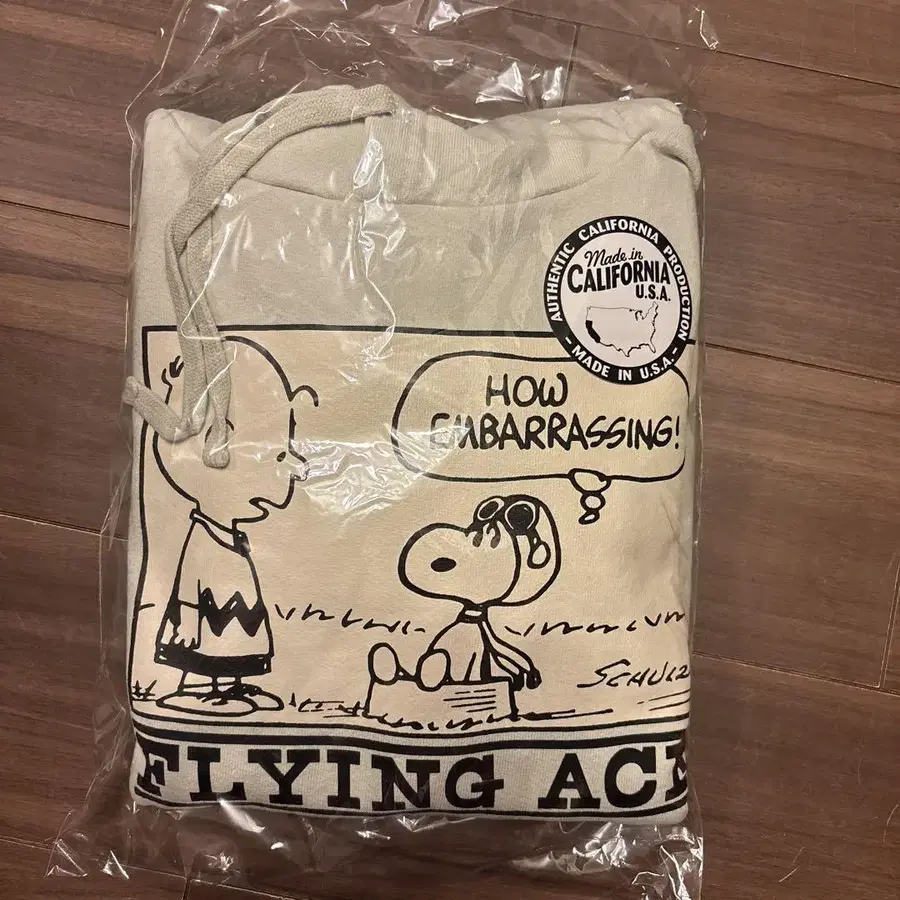 AUTHENTIC CALIFORNIA PRODUCTION
Made in
CALIFORNIA
U.S.A.
- MADE IN U.S.A. -
HOW
EMBARRASSING!
SCHULZ
FLYING ACE